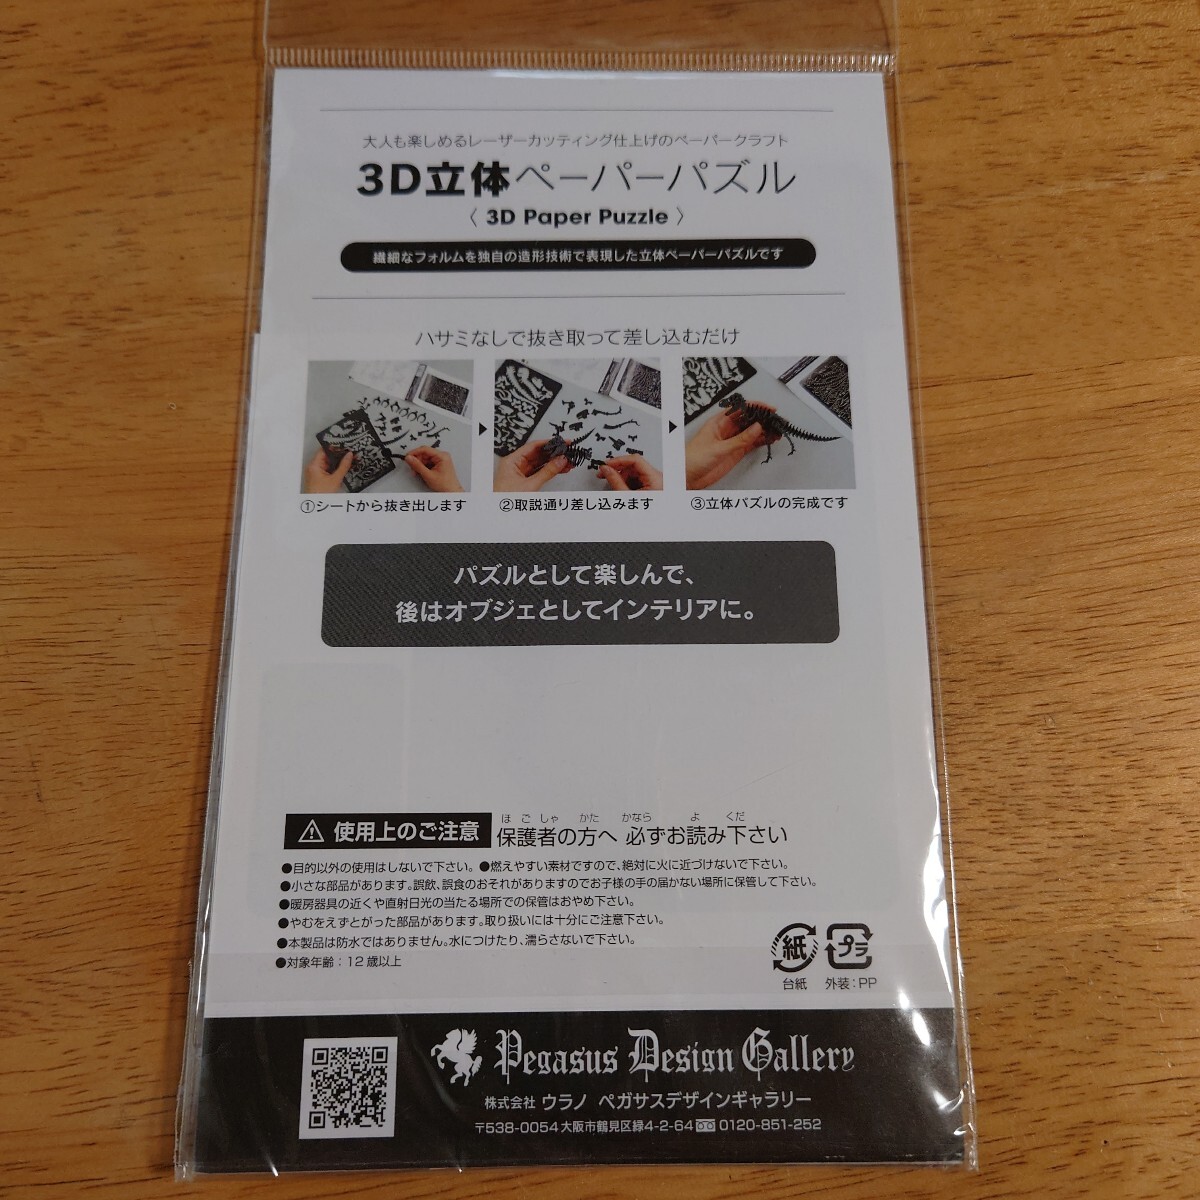 大人も楽しめるレーザーカッティング仕上げのペーパークラフト
3D立体ペーパーパズル
〈 3D Paper Puzzle 〉
繊細なフォルムを独自の造形技術で表現した立体ペーパーパズルです
ハサミなしで抜き取って差し込むだけ
①シートから抜き出します
②取説通り差し込みます
③立体パズルの完成です
パズルとして楽しんで、
後はオブジェとしてインテリアに。
ほごしゃ かた かなら よ くだ
⚠ 使用上のご注意 保護者の方へ 必ずお読み下さい
●目的以外の使用はしないで下さい。 ●燃えやすい素材ですので、絶対に火に近づけないで下さい。
●小さな部品があります。誤飲、誤食のおそれがありますのでお子様の手の届かない場所に保管して下さい。
●暖房器具の近くや直射日光の当たる場所での保管はおやめ下さい。
●やむをえずとがった部品があります。取り扱いには十分にご注意下さい。
●本製品は防水ではありません。水につけたり、濡らさないで下さい。
●対象年齢：12歳以上
紙 プラ
台紙 外装：PP
Pegasus Design Gallery
株式会社 ウラノ ペガサスデザインギャラリー
〒538-0054 大阪市鶴見区緑4-2-64 0120-851-252